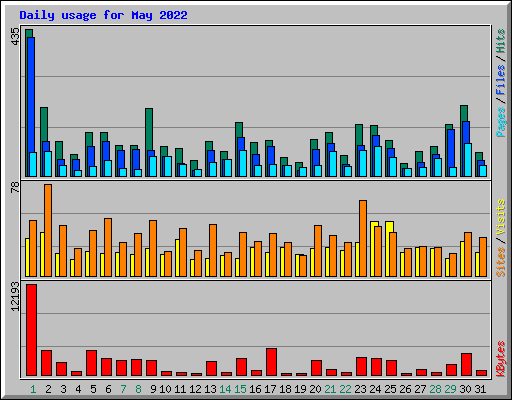 Daily usage for May 2022
435
Pages / Files / Hits
78
Sites / Visits
12193
KBytes
1 2 3 4 5 6 7 8 9 10 11 12 13 14 15 16 17 18 19 20 21 22 23 24 25 26 27 28 29 30 31